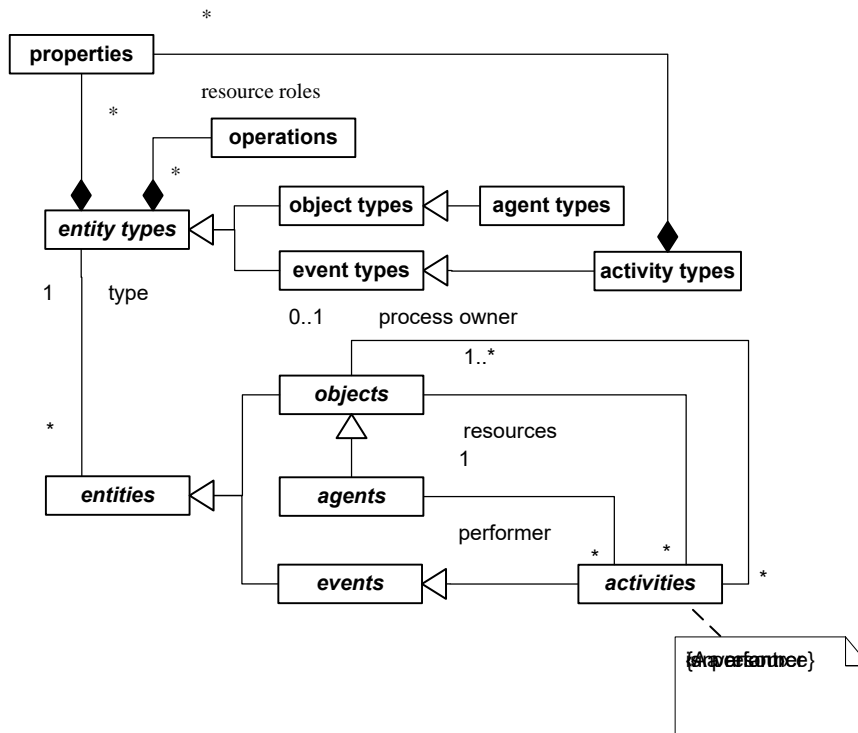 *
properties
resource roles
*
operations
*
object types
agent types
entity types
event types
activity types
1
type
0..1
process owner
1..*
objects
*
resources
1
entities
agents
performer
*
*
events
activities
*